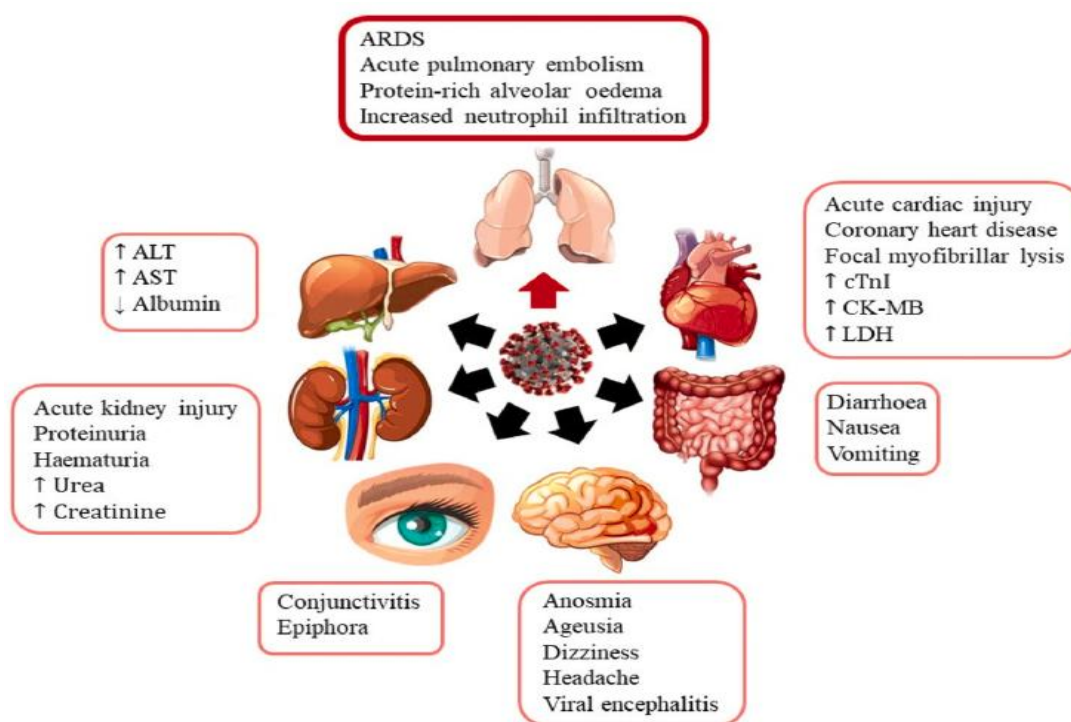 ARDS
Acute pulmonary embolism
Protein-rich alveolar oedema
Increased neutrophil infiltration
↑ ALT
↑ AST
↓ Albumin
Acute cardiac injury
Coronary heart disease
Focal myofibrillar lysis
↑ cTnI
↑ CK-MB
↑ LDH
Acute kidney injury
Proteinuria
Haematuria
↑ Urea
↑ Creatinine
Diarrhoea
Nausea
Vomiting
Conjunctivitis
Epiphora
Anosmia
Ageusia
Dizziness
Headache
Viral encephalitis